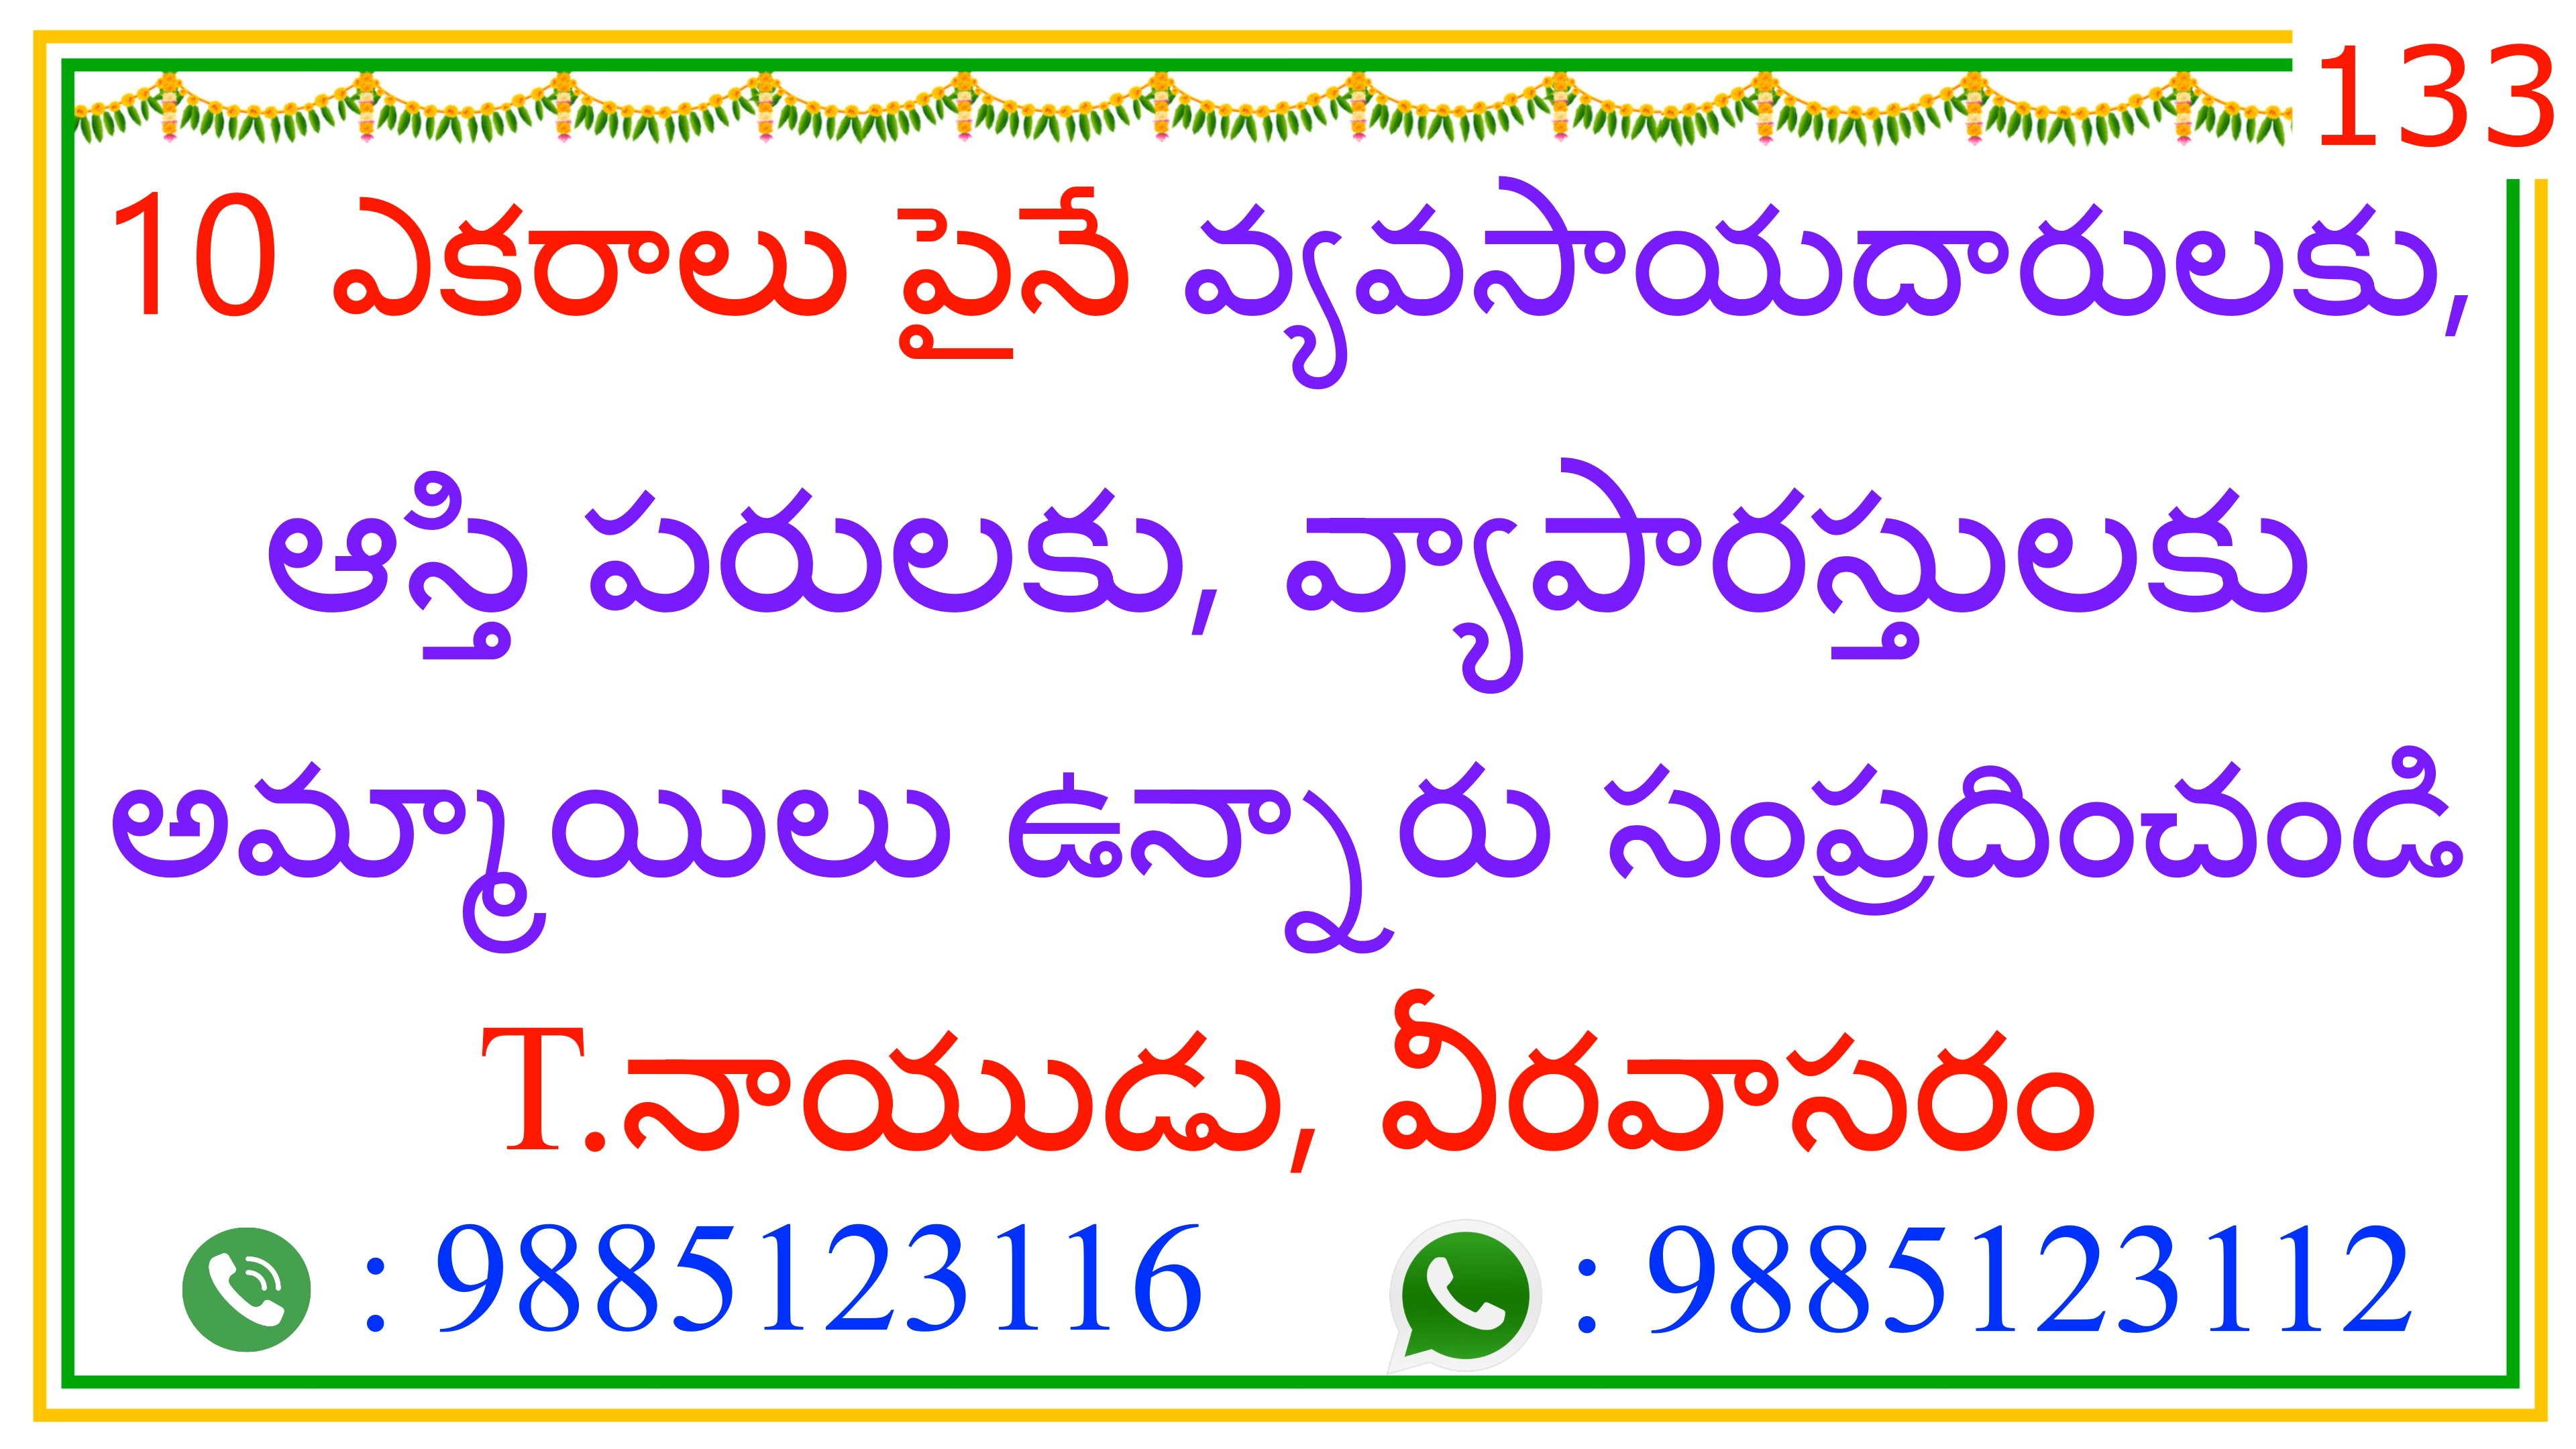 133
10 ఎకరాలు పైనే వ్యవసాయదారులకు,
ఆస్తి పరులకు, వ్యాపారస్తులకు
అమ్మాయిలు ఉన్నారు సంప్రదించండి
T.నాయుడు, వీరవాసరం
: 9885123116 : 9885123112